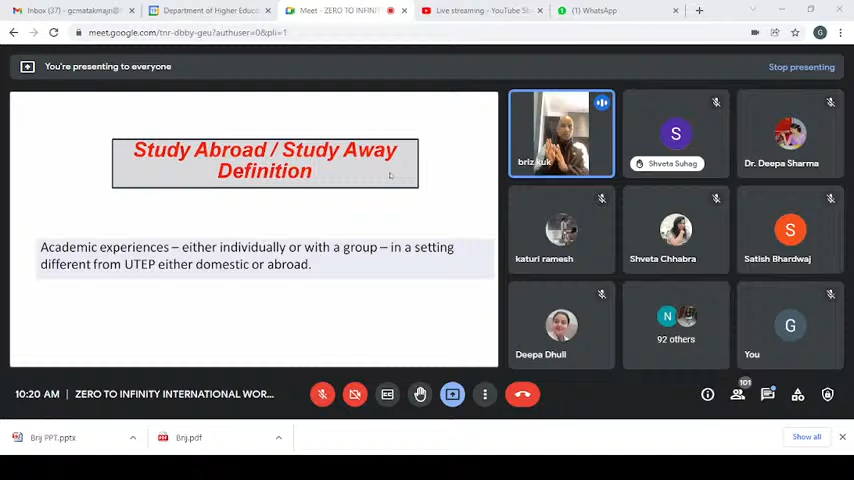 Inbox (37) - gcmatakmajri@
Department of Higher Educ
Meet - ZERO TO INFINIT
Live streaming - YouTube St
(1) WhatsApp
meet.google.com/tnr-dbby-geu?authuser=0&pli=1
G
You're presenting to everyone
Stop presenting
Study Abroad / Study Away
Definition
Academic experiences – either individually or with a group – in a setting
different from UTEP either domestic or abroad.
briz kuk
S
Shveta Suhag
Dr. Deepa Sharma
katuri ramesh
Shveta Chhabra
S
Satish Bhardwaj
Deepa Dhull
N
92 others
G
You
10:20 AM | ZERO TO INFINITY INTERNATIONAL WOR...
101
Brij PPT.pptx
Brij.pdf
Show all